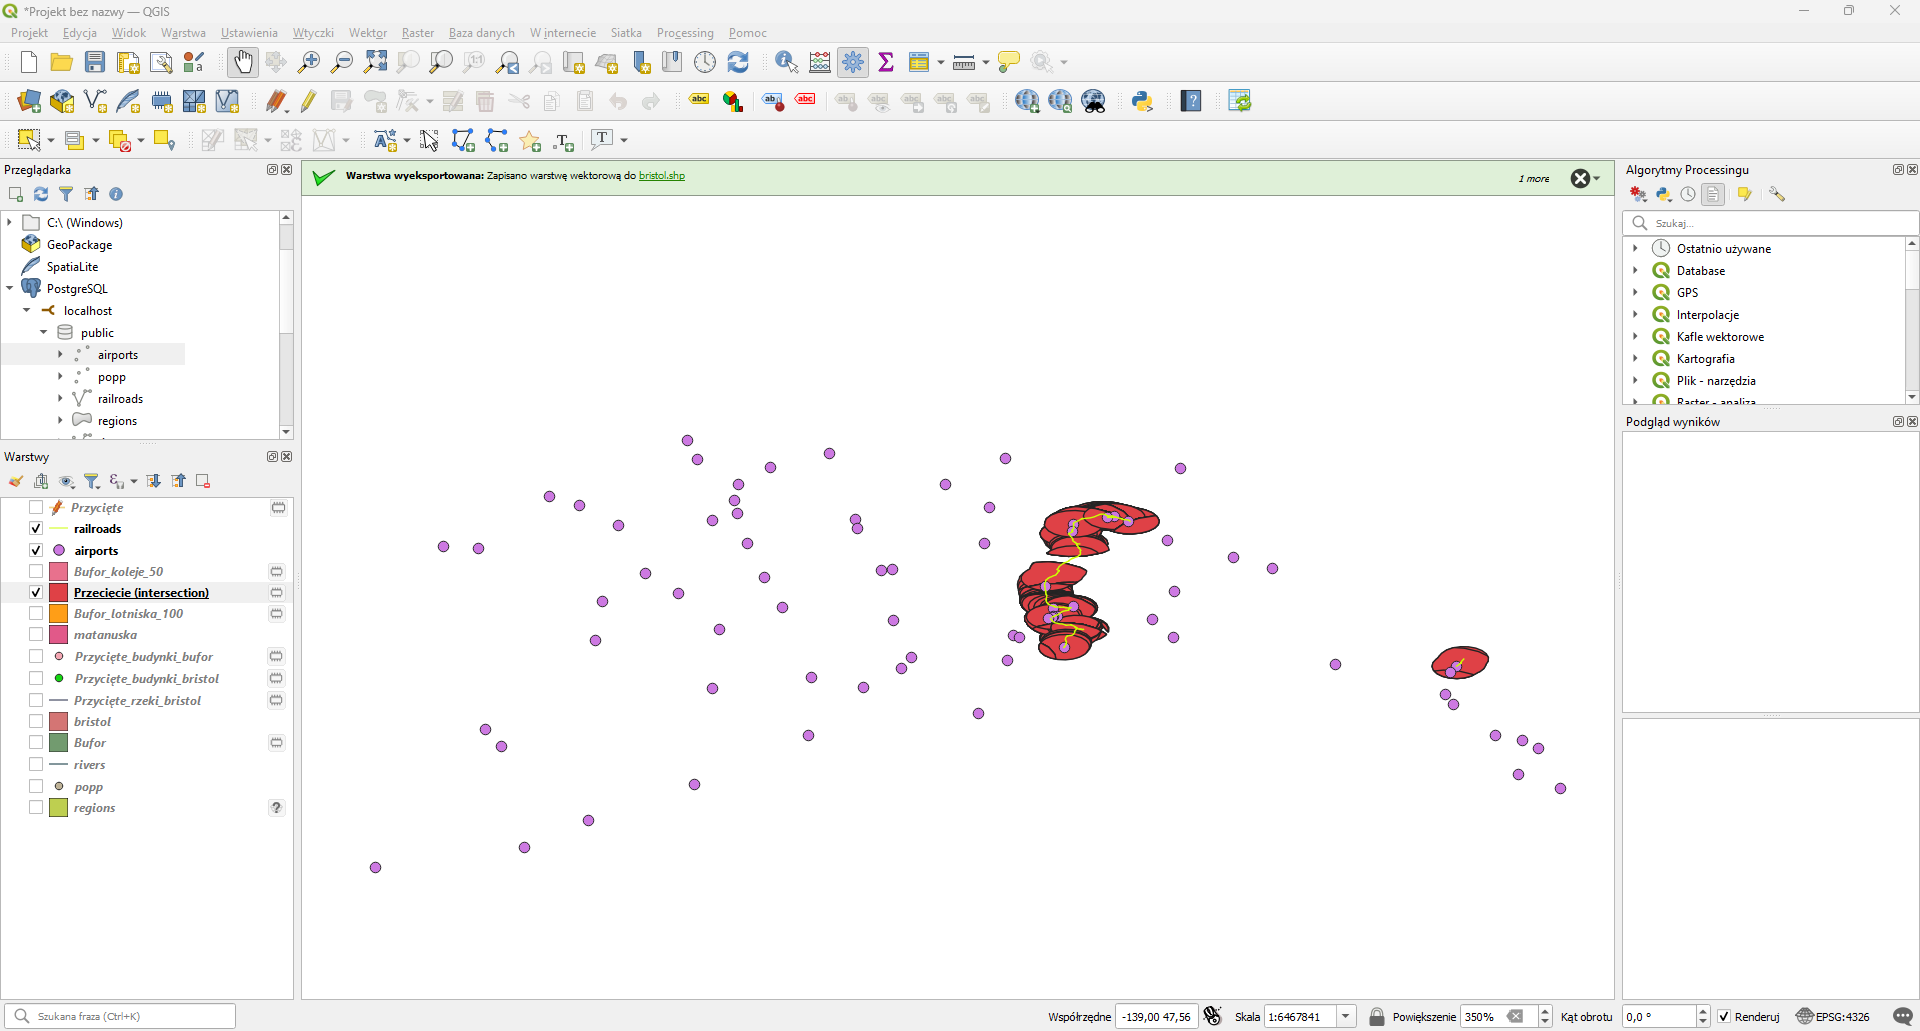 *Projekt bez nazwy — QGIS
Projekt Edycja Widok Warstwa Ustawienia Wtyczki Wektor Raster Baza danych W internecie Siatka Processing Pomoc
Przeglądarka
C:\ (Windows)
GeoPackage
SpatiaLite
PostgreSQL
localhost
public
airports
popp
railroads
regions
Warstwy
Przycięte
railroads
airports
Bufor_koleje_50
Przecięcie (intersection)
Bufor_lotniska_100
matanuska
Przycięte_budynki_bufor
Przycięte_budynki_bristol
Przycięte_rzeki_bristol
bristol
Bufor
rivers
popp
regions
Warstwa wyeksportowana: Zapisano warstwę wektorową do bristol.shp
1 more
Algorytmy Processingu
Szukaj...
Ostatnio używane
Database
GPS
Interpolacje
Kafle wektorowe
Kartografia
Plik - narzędzia
Raster - analiza
Podgląd wyników
Szukana fraza (Ctrl+K)
Współrzędne -139,00 47,56 Skala 1:6467841 Powiększenie 350% Kąt obrotu 0,0 ° Renderuj EPSG:4326